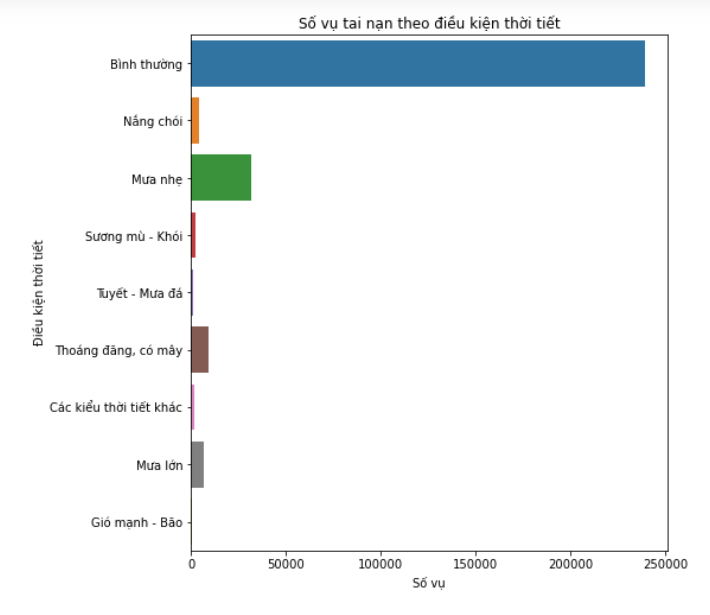 Số vụ tai nạn theo điều kiện thời tiết
Bình thường
Nắng chói
Mưa nhẹ
Sương mù - Khói
Tuyết - Mưa đá
Thoáng đãng, có mây
Các kiểu thời tiết khác
Mưa lớn
Gió mạnh - Bão
Điều kiện thời tiết
0 50000 100000 150000 200000 250000
Số vụ